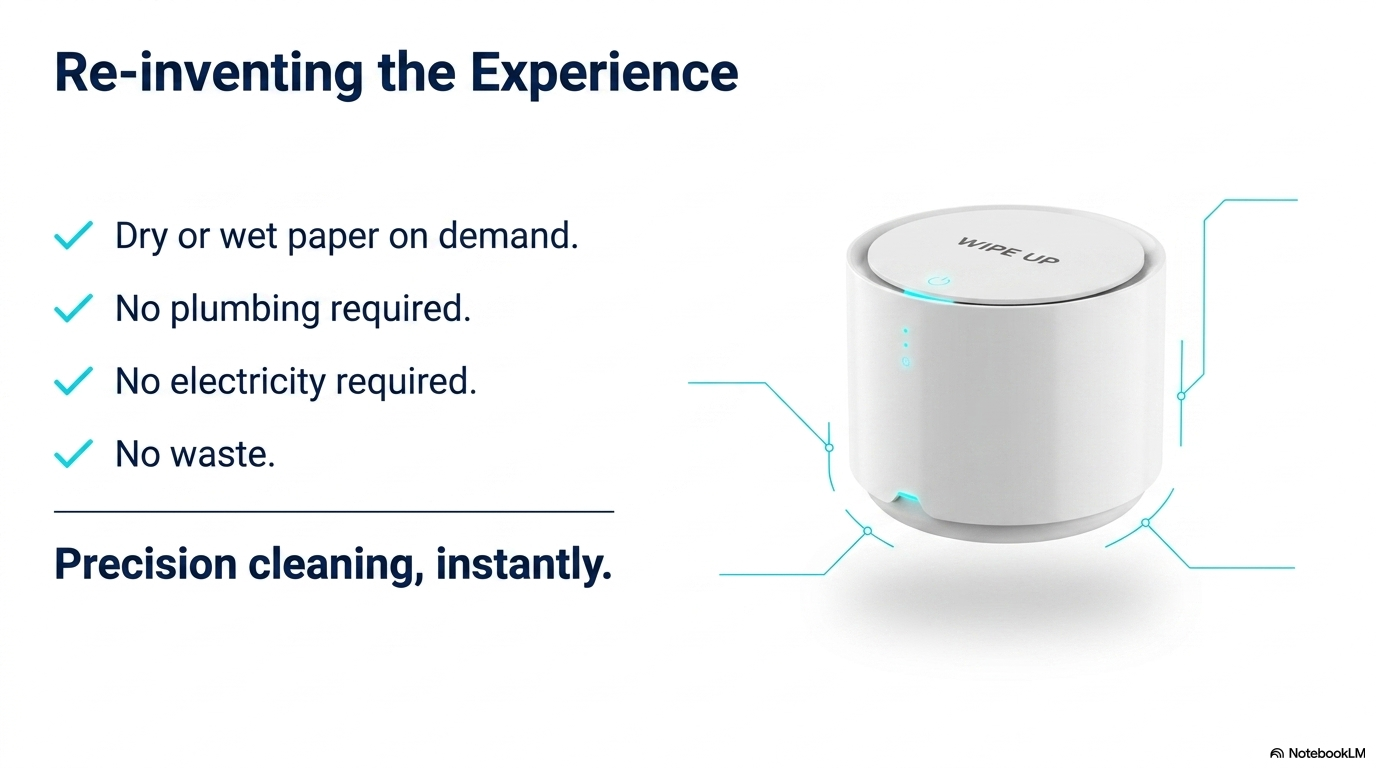 Re-inventing the Experience
Dry or wet paper on demand.
No plumbing required.
No electricity required.
No waste.
Precision cleaning, instantly.
WIPE UP
NotebookLM